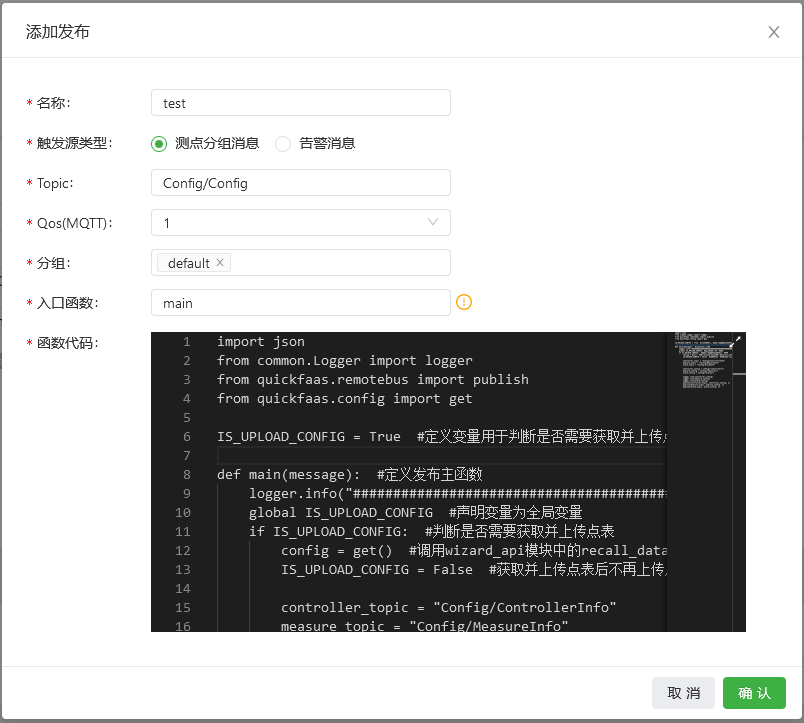 添加发布
* 名称:
test
* 触发源类型:
测点分组消息
告警消息
* Topic:
Config/Config
* Qos(MQTT):
1
* 分组:
default
* 入口函数:
main
* 函数代码:
1 import json
2 from common.Logger import logger
3 from quickfaas.remotebus import publish
4 from quickfaas.config import get
5
6 IS_UPLOAD_CONFIG = True #定义变量用于判断是否需要获取并上传点
7
8 def main(message): #定义发布主函数
9 logger.info("#######################################
10 global IS_UPLOAD_CONFIG #声明变量为全局变量
11 if IS_UPLOAD_CONFIG: #判断是否需要获取并上传点表
12 config = get() #调用wizard_api模块中的recall_data
13 IS_UPLOAD_CONFIG = False #获取并上传点表后不再上传
14
15 controller_topic = "Config/ControllerInfo"
16 measure_topic = "Config/MeasureInfo"
取消
确认